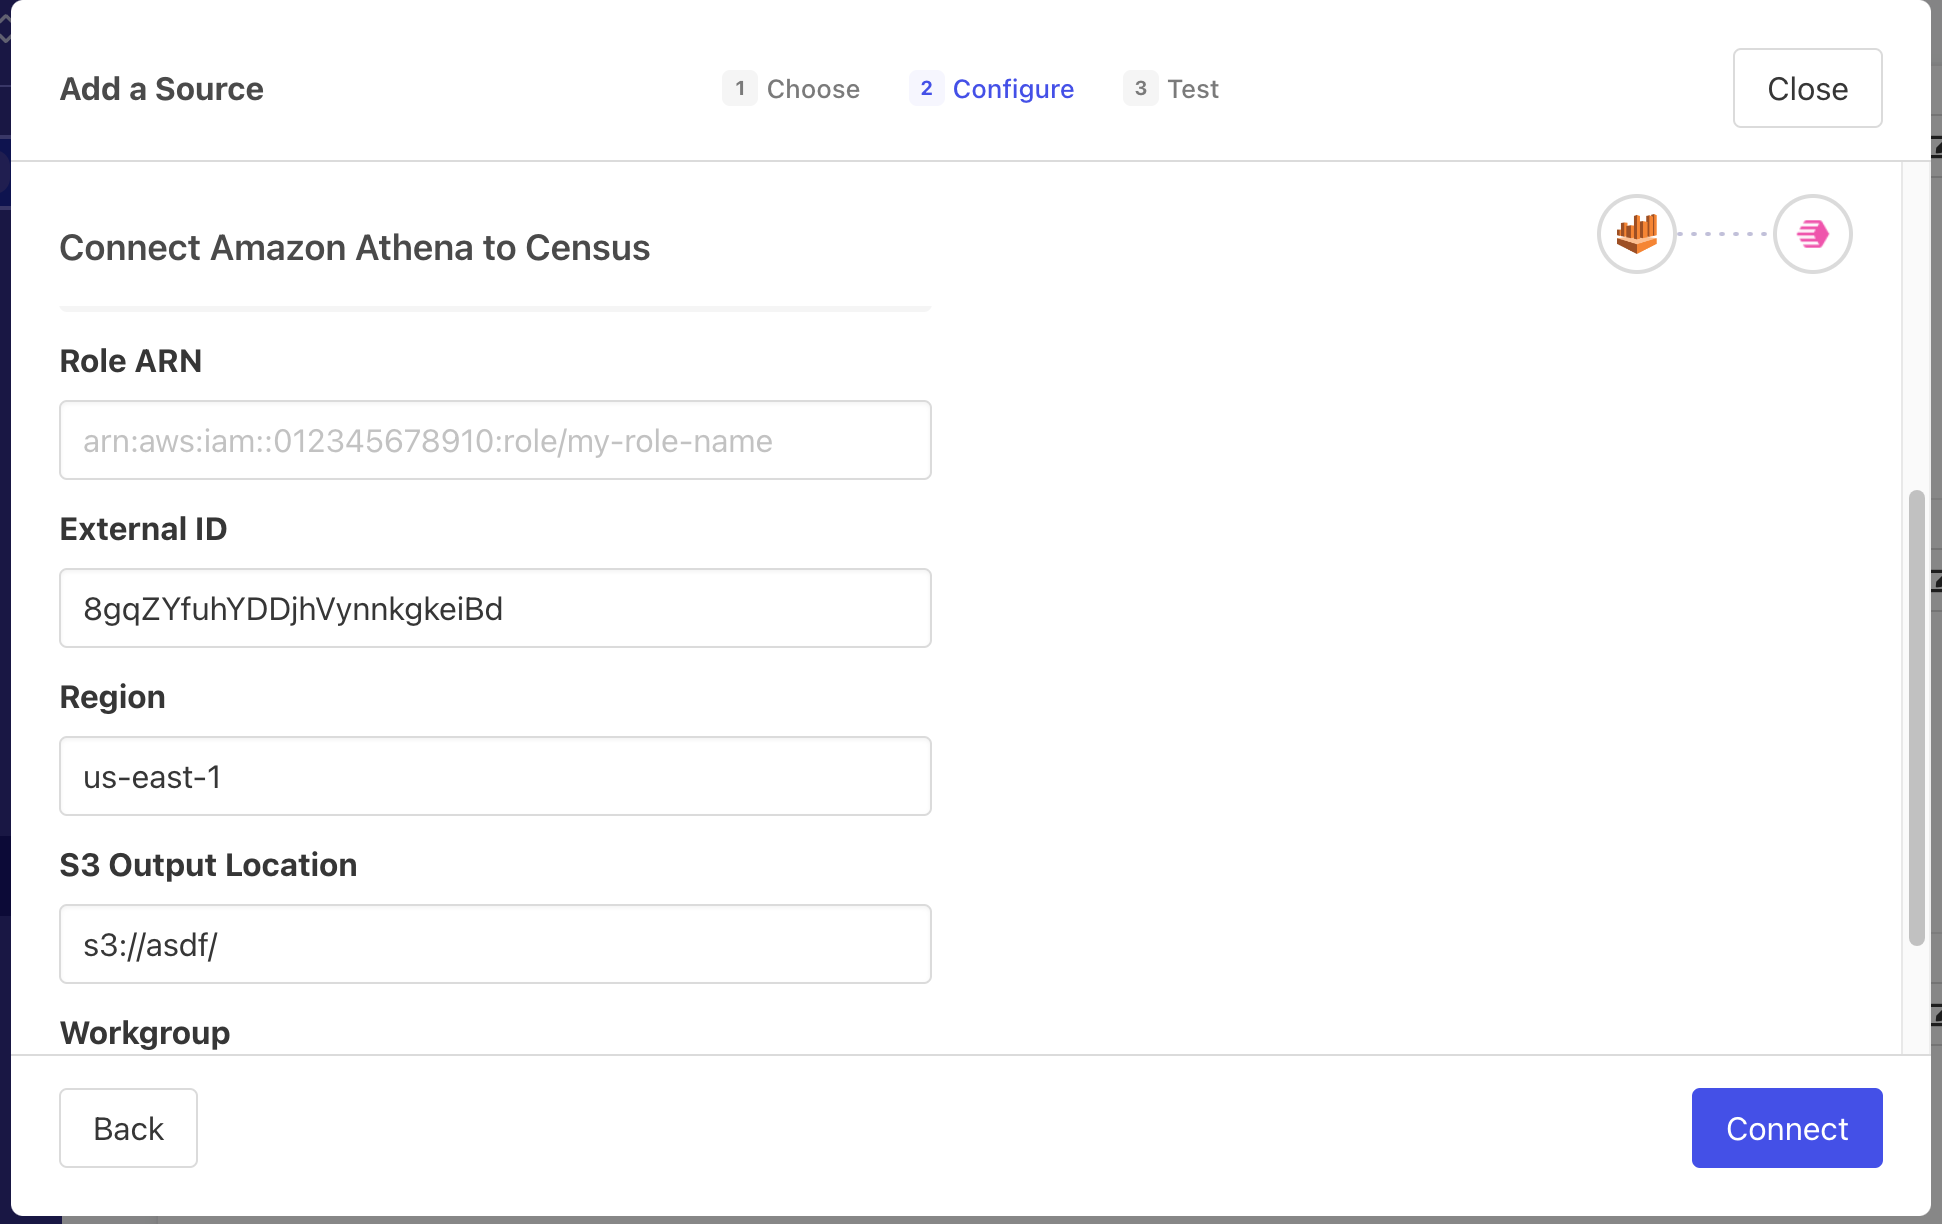 Add a Source
1 Choose
2 Configure
3 Test
Close
Connect Amazon Athena to Census
Role ARN
arn:aws:iam::012345678910:role/my-role-name
External ID
8gqZYfuhYDDjhVynnkgkeiBd
Region
us-east-1
S3 Output Location
s3://asdf/
Workgroup
Back
Connect